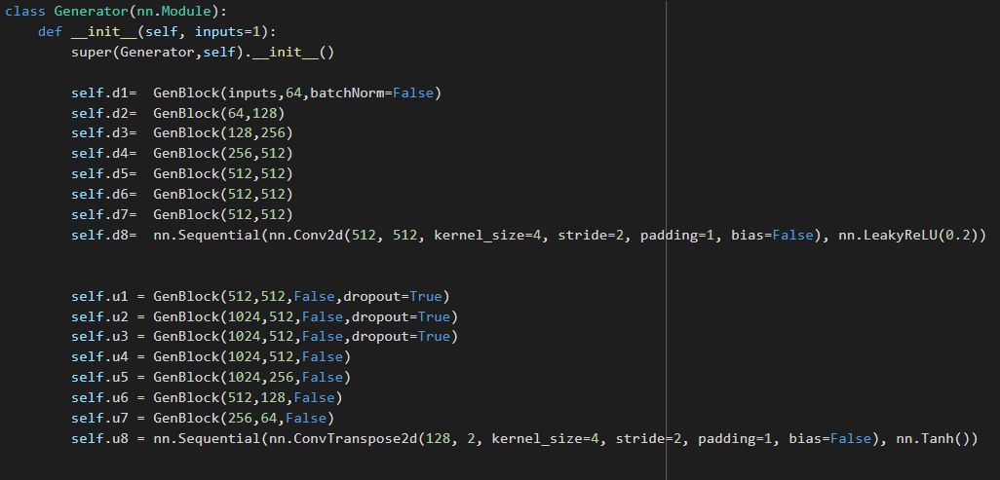 class Generator(nn.Module):
    def __init__(self, inputs=1):
        super(Generator,self).__init__()
        self.d1=  GenBlock(inputs,64,batchNorm=False)
        self.d2=  GenBlock(64,128)
        self.d3=  GenBlock(128,256)
        self.d4=  GenBlock(256,512)
        self.d5=  GenBlock(512,512)
        self.d6=  GenBlock(512,512)
        self.d7=  GenBlock(512,512)
        self.d8=  nn.Sequential(nn.Conv2d(512, 512, kernel_size=4, stride=2, padding=1, bias=False), nn.LeakyReLU(0.2))
        self.u1 = GenBlock(512,512,False,dropout=True)
        self.u2 = GenBlock(1024,512,False,dropout=True)
        self.u3 = GenBlock(1024,512,False,dropout=True)
        self.u4 = GenBlock(1024,512,False)
        self.u5 = GenBlock(1024,256,False)
        self.u6 = GenBlock(512,128,False)
        self.u7 = GenBlock(256,64,False)
        self.u8 = nn.Sequential(nn.ConvTranspose2d(128, 2, kernel_size=4, stride=2, padding=1, bias=False), nn.Tanh())